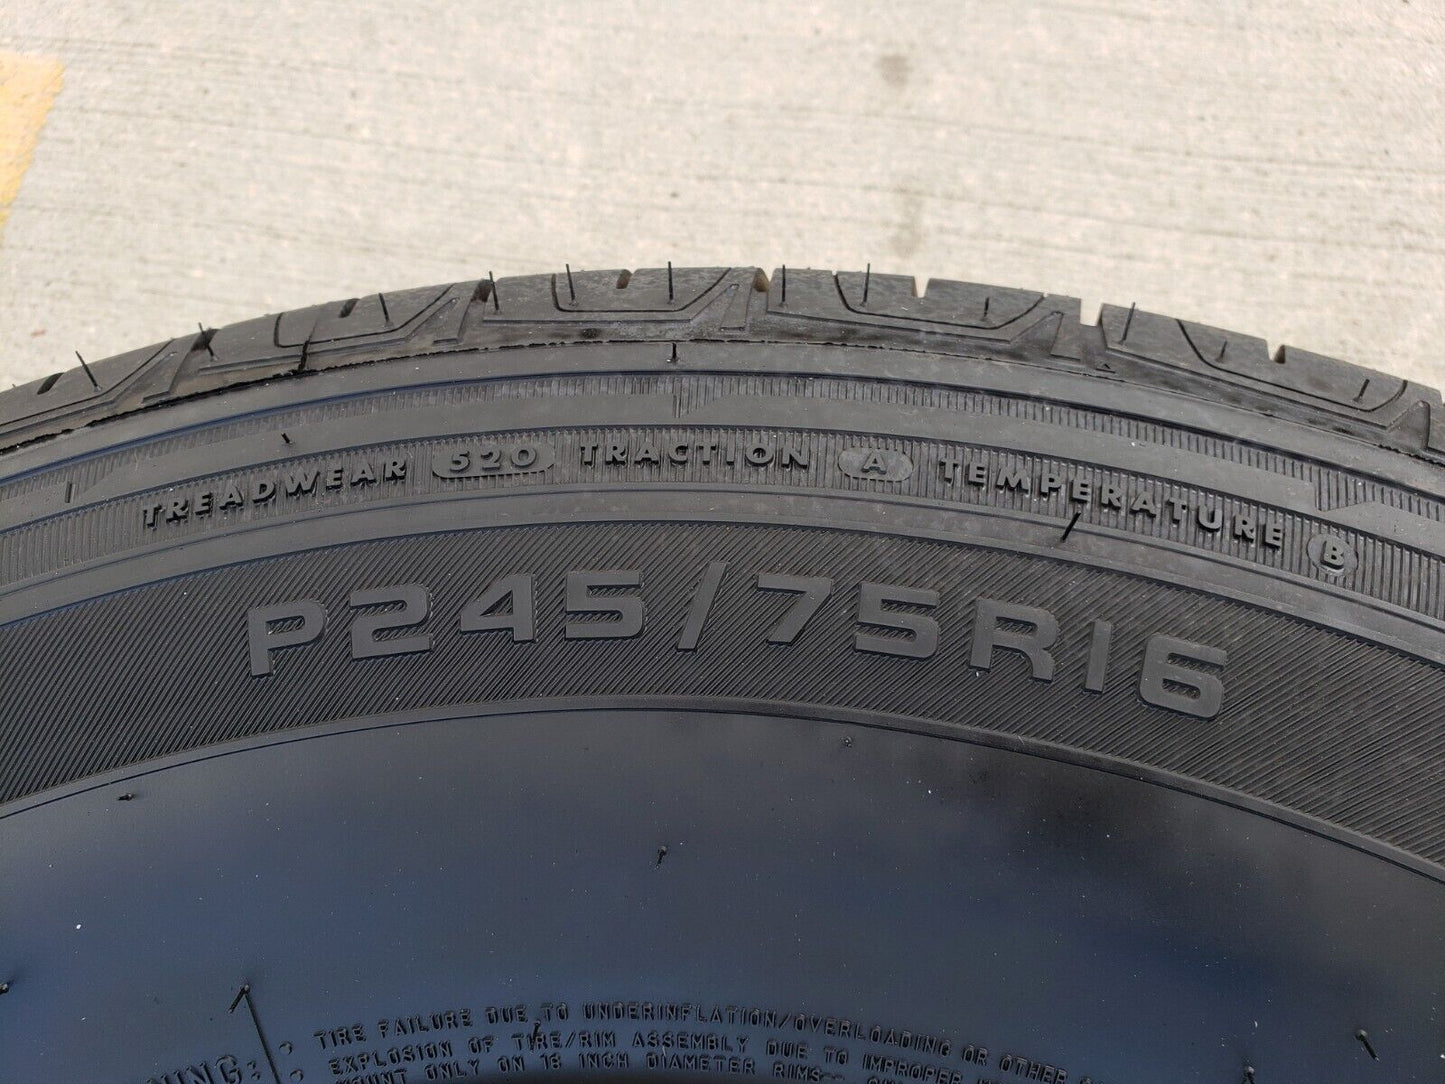 TREADWEAR 520 TRACTION A TEMPERATURE B
P245/75R16
TIRE FAILURE DUE TO UNDERINFLATION/OVERLOADING OR OTHER
EXPLOSION OF TIRE/RIM ASSEMBLY DUE TO IMPROPER
MOUNT ONLY ON 16 INCH DIAMETER RIMS--